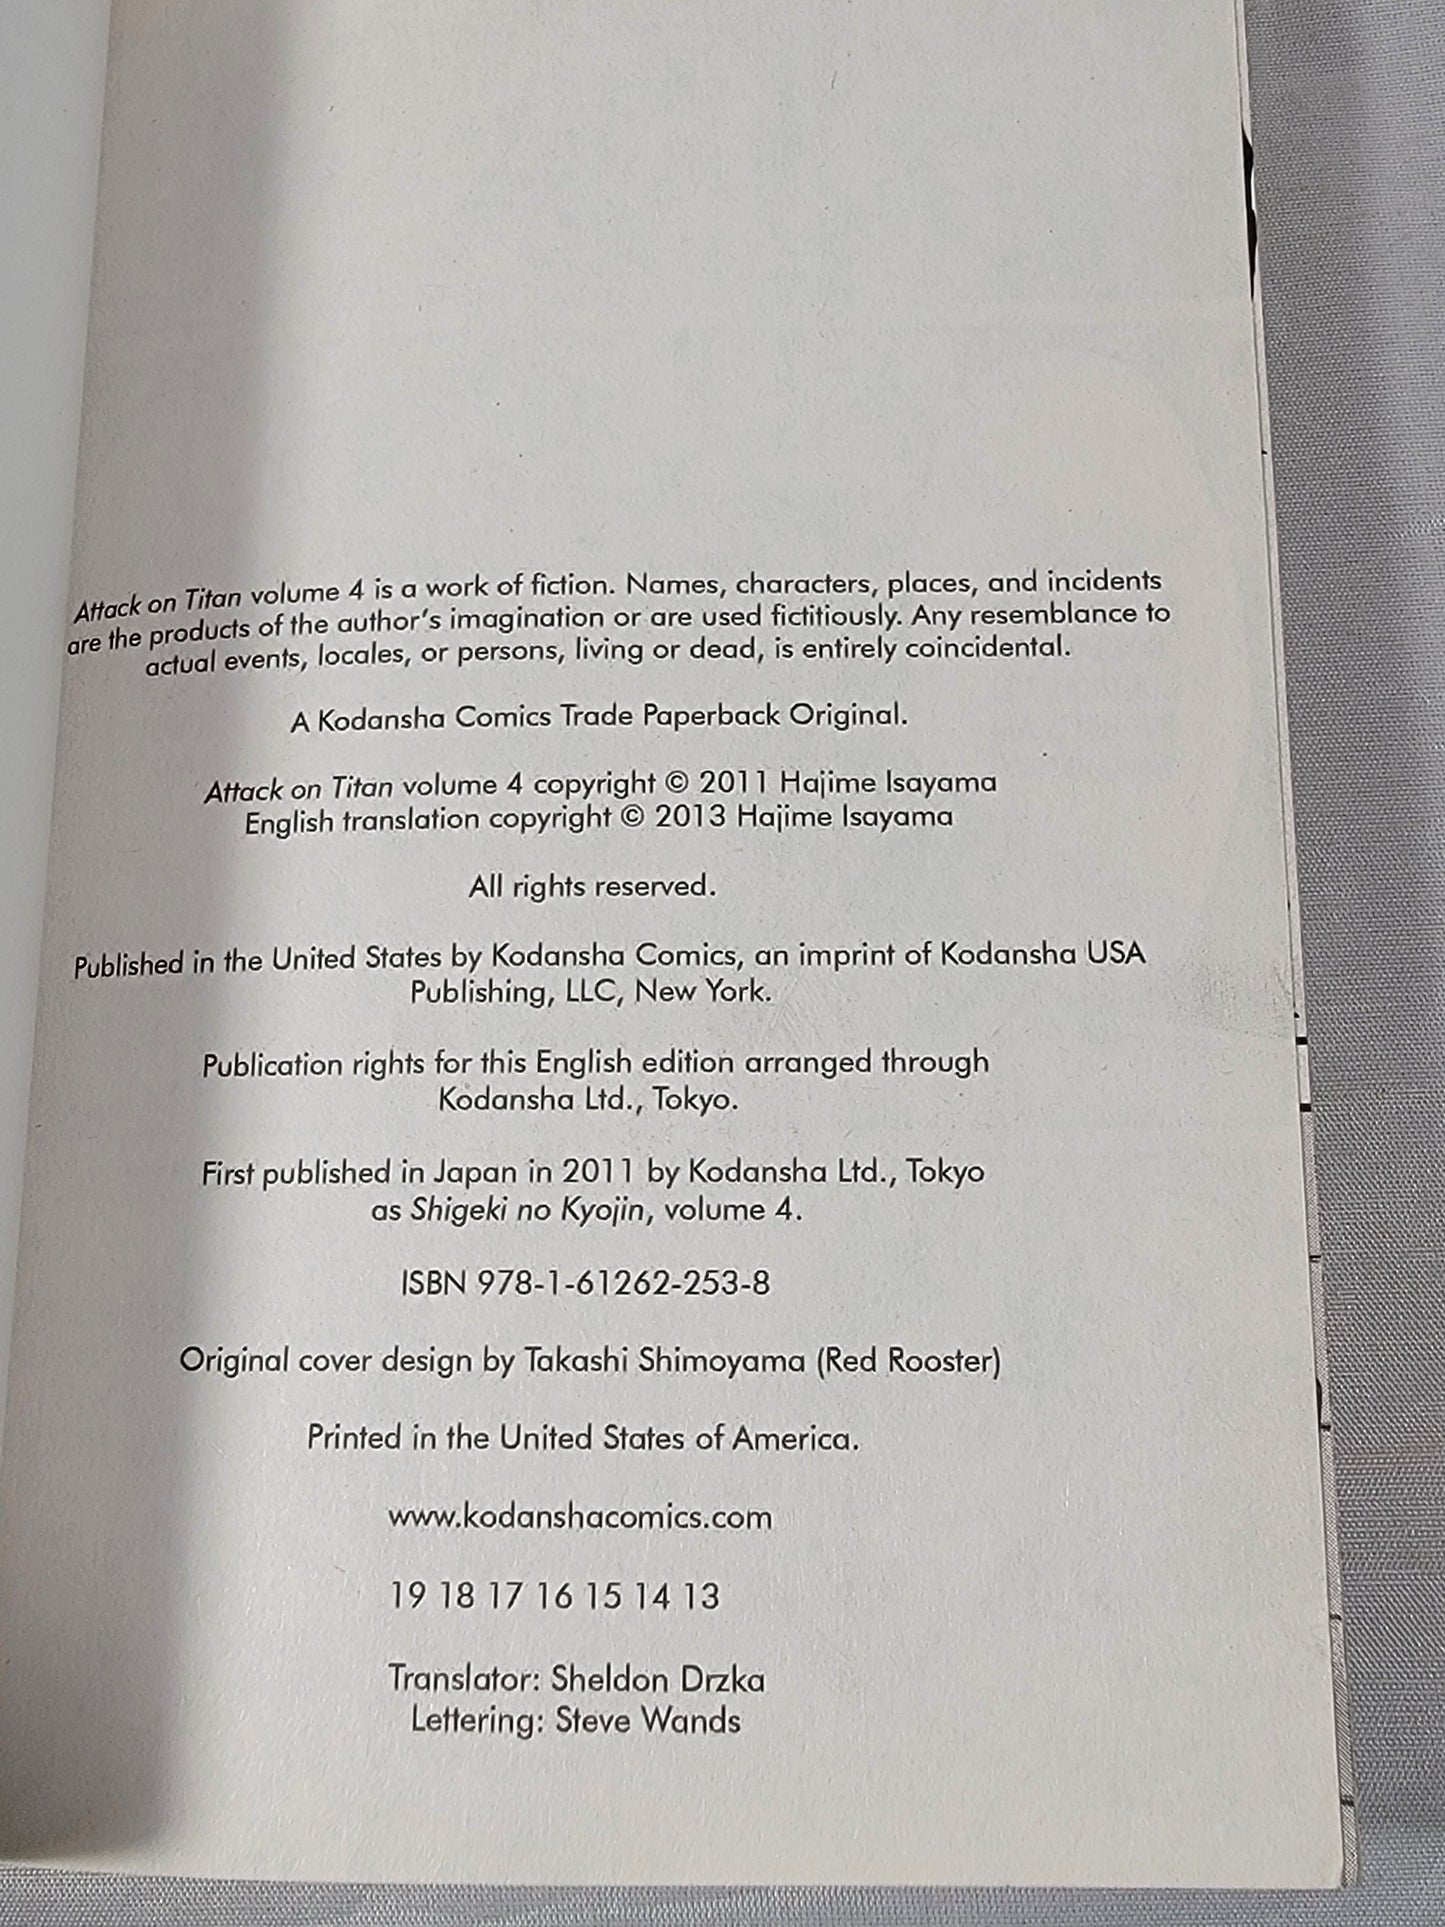 Attack on Titan volume 4 is a work of fiction. Names, characters, places, and incidents
are the products of the author's imagination or are used fictitiously. Any resemblance to
actual events, locales, or persons, living or dead, is entirely coincidental.
A Kodansha Comics Trade Paperback Original.
Attack on Titan volume 4 copyright © 2011 Hajime Isayama
English translation copyright © 2013 Hajime Isayama
All rights reserved.
Published in the United States by Kodansha Comics, an imprint of Kodansha USA
Publishing, LLC, New York.
Publication rights for this English edition arranged through
Kodansha Ltd., Tokyo.
First published in Japan in 2011 by Kodansha Ltd., Tokyo
as Shigeki no Kyojin, volume 4.
ISBN 978-1-61262-253-8
Original cover design by Takashi Shimoyama (Red Rooster)
Printed in the United States of America.
www.kodanshacomics.com
19 18 17 16 15 14 13
Translator: Sheldon Drzka
Lettering: Steve Wands